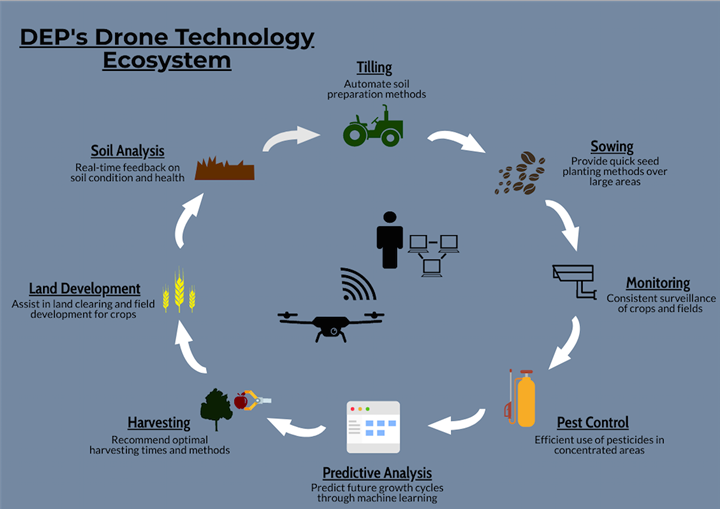 DEP's Drone Technology
Ecosystem
Tilling
Automate soil
preparation methods
Sowing
Provide quick seed
planting methods over
large areas
Monitoring
Consistent surveillance
of crops and fields
Pest Control
Efficient use of pesticides in
concentrated areas
Predictive Analysis
Predict future growth cycles
through machine learning
Harvesting
Recommend optimal
harvesting times and methods
Land Development
Assist in land clearing and field
development for crops
Soil Analysis
Real-time feedback on
soil condition and health